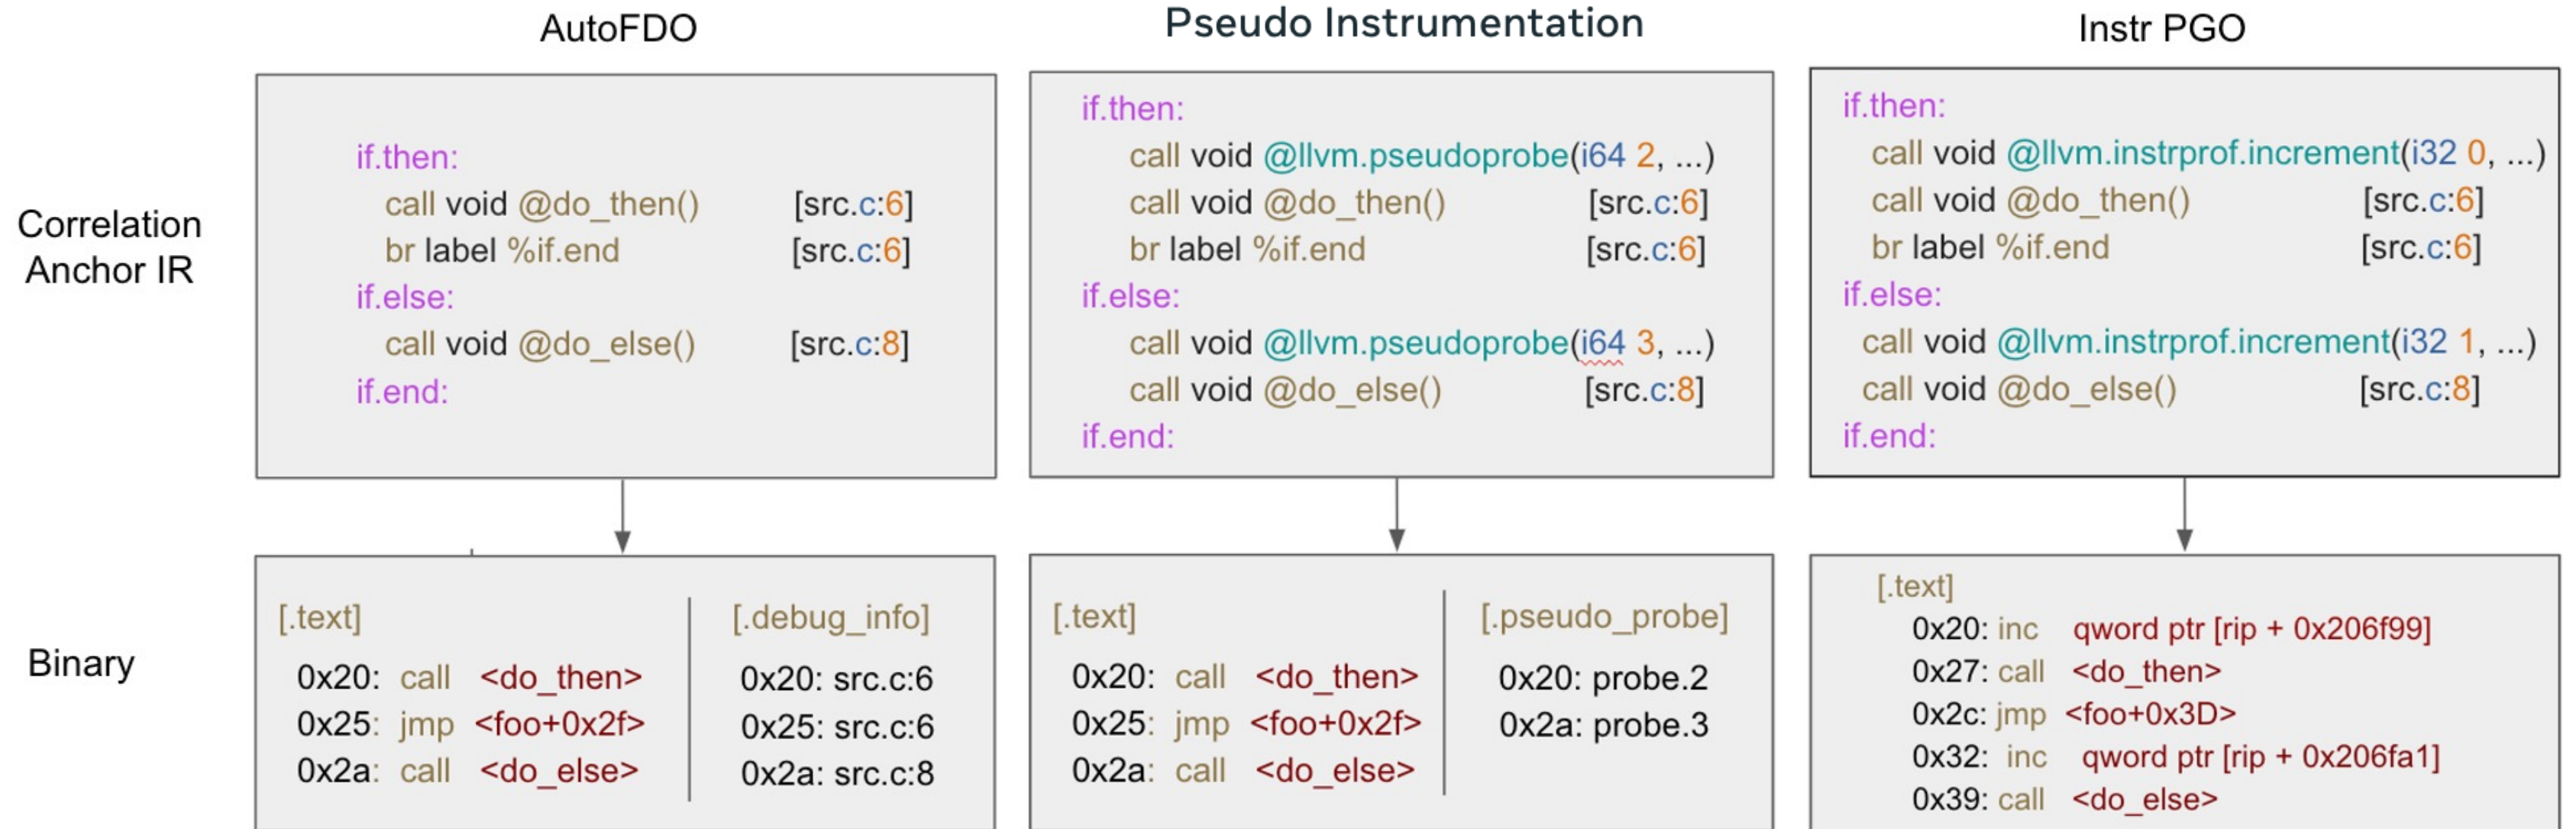 AutoFDO
Pseudo Instrumentation
Instr PGO
Correlation
Anchor IR
if.then:
call void @do_then() [src.c:6]
br label %if.end [src.c:6]
if.else:
call void @do_else() [src.c:8]
if.end:
if.then:
call void @llvm.pseudoprobe(i64 2, ...)
call void @do_then() [src.c:6]
br label %if.end [src.c:6]
if.else:
call void @llvm.pseudoprobe(i64 3, ...)
call void @do_else() [src.c:8]
if.end:
if.then:
call void @llvm.instrprof.increment(i32 0, ...)
call void @do_then() [src.c:6]
br label %if.end [src.c:6]
if.else:
call void @llvm.instrprof.increment(i32 1, ...)
call void @do_else() [src.c:8]
if.end:
Binary
[.text]
0x20: call <do_then>
0x25: jmp <foo+0x2f>
0x2a: call <do_else>
[.debug_info]
0x20: src.c:6
0x25: src.c:6
0x2a: src.c:8
[.text]
0x20: call <do_then>
0x25: jmp <foo+0x2f>
0x2a: call <do_else>
[.pseudo_probe]
0x20: probe.2
0x2a: probe.3
[.text]
0x20: inc qword ptr [rip + 0x206f99]
0x27: call <do_then>
0x2c: jmp <foo+0x3D>
0x32: inc qword ptr [rip + 0x206fa1]
0x39: call <do_else>